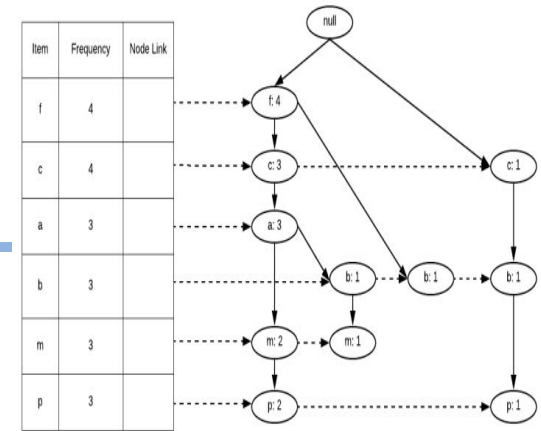 null
Item Frequency Node Link
f 4 f: 4
c 4 c: 3 c: 1
a 3 a: 3
b 3 b: 1 b: 1 b: 1
m 3 m: 2 m: 1
p 3 p: 2 p: 1